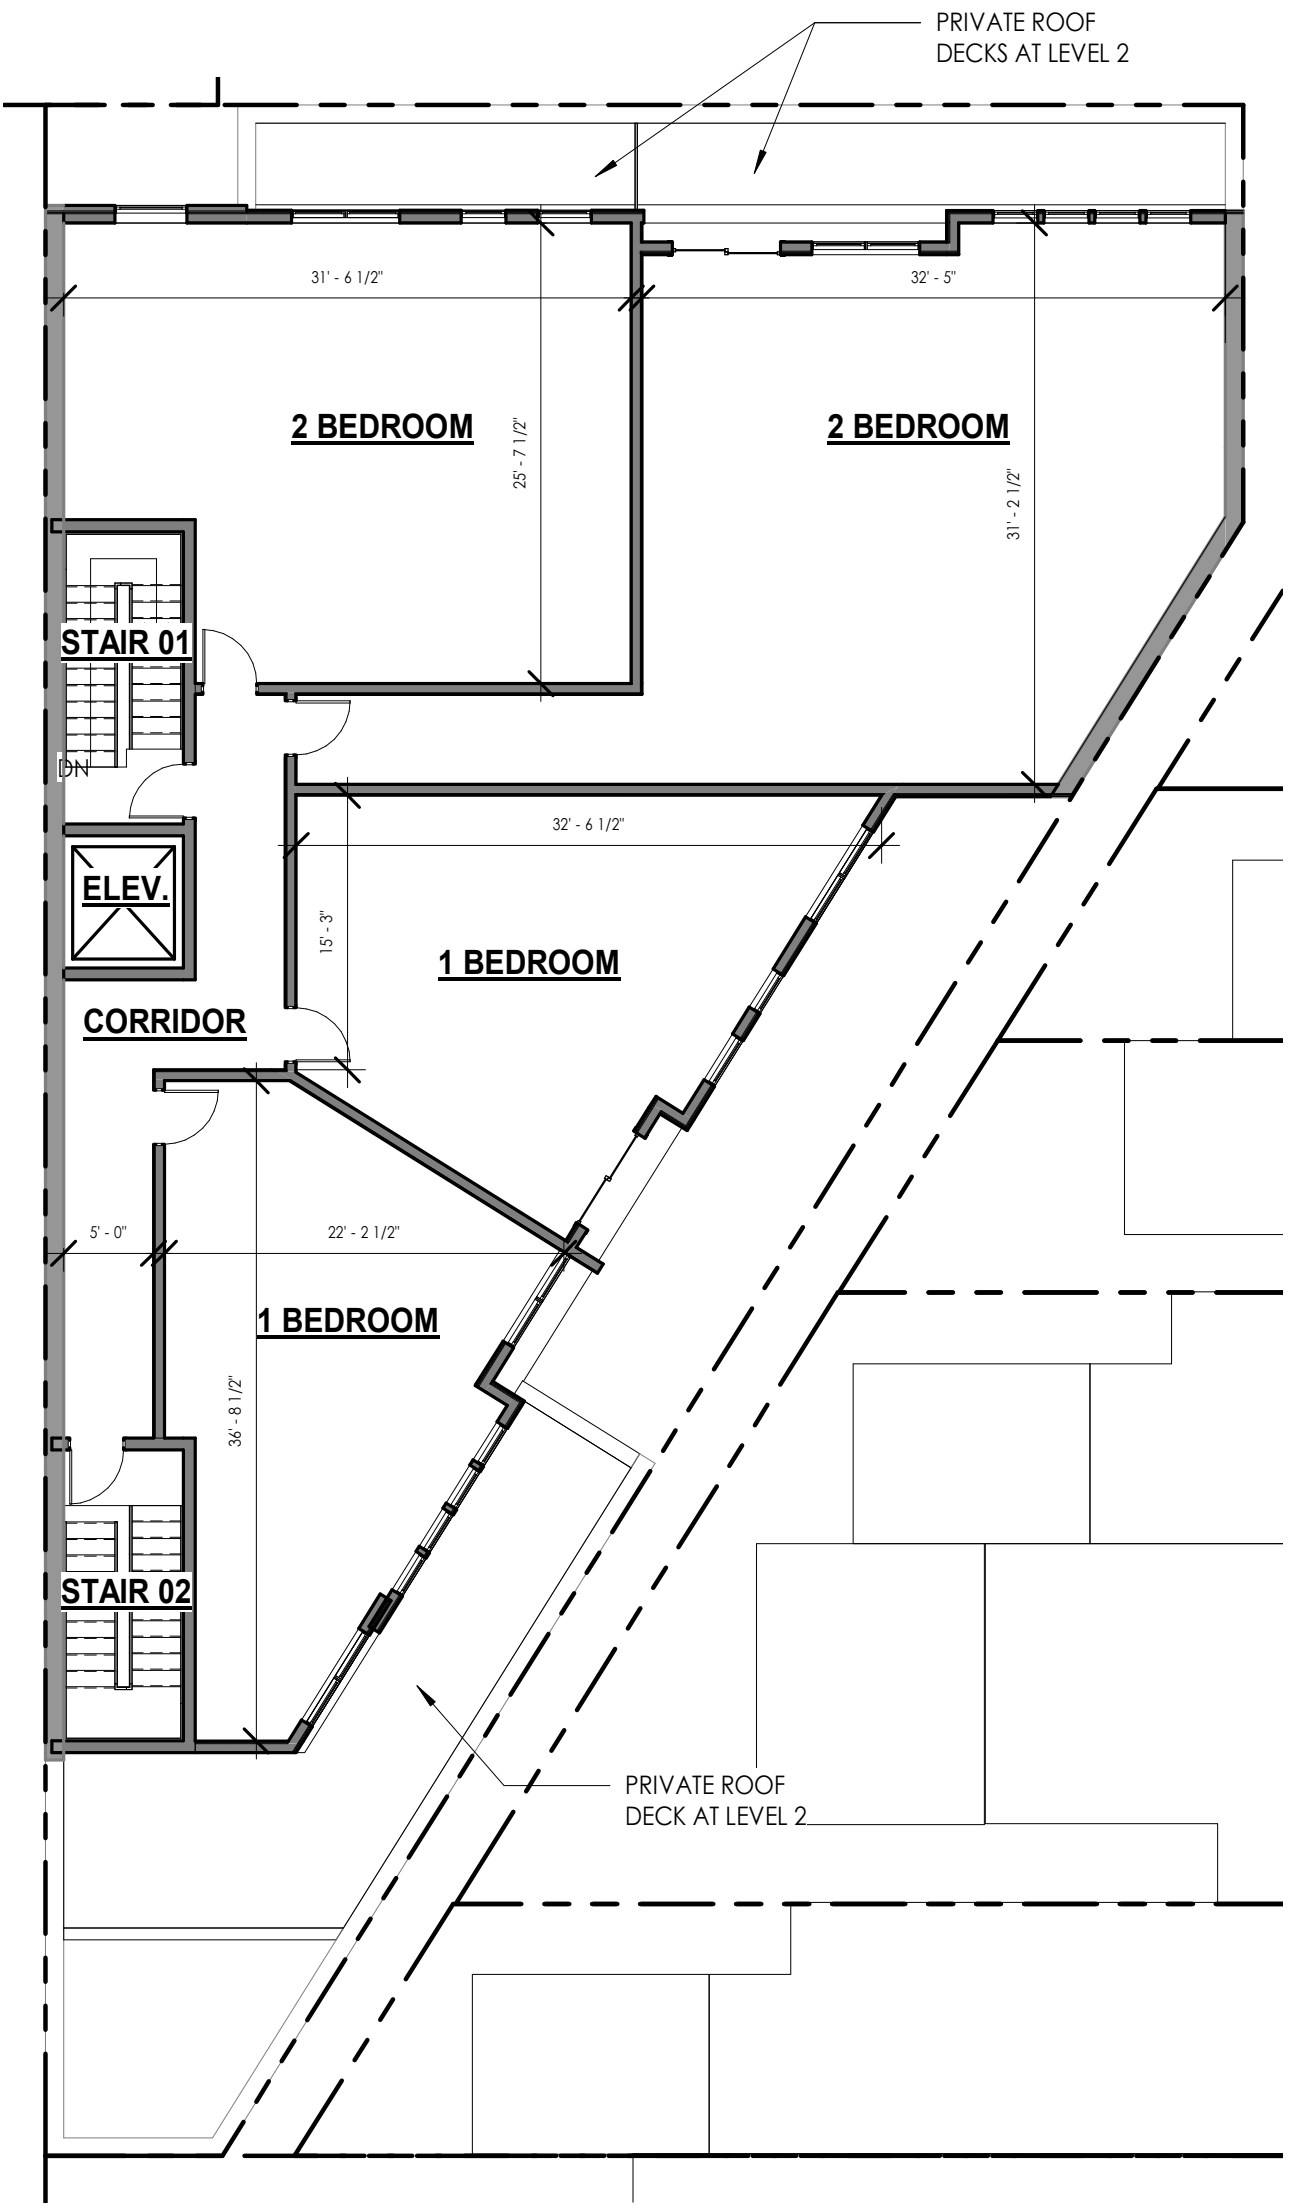 PRIVATE ROOF
DECKS AT LEVEL 2
31' - 6 1/2"
32' - 5"
2 BEDROOM
2 BEDROOM
25' - 7 1/2"
31' - 2 1/2"
STAIR 01
DN
32' - 6 1/2"
ELEV.
15' - 3"
1 BEDROOM
CORRIDOR
5' - 0"
22' - 2 1/2"
1 BEDROOM
36' - 8 1/2"
STAIR 02
PRIVATE ROOF
DECK AT LEVEL 2